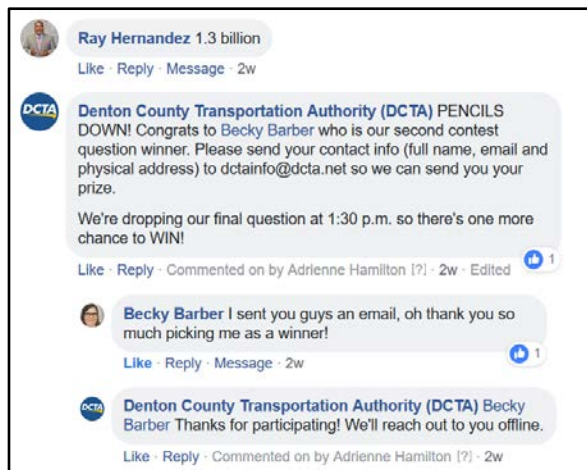 Ray Hernandez 1.3 billion
Like · Reply · Message · 2w
DCTA
Denton County Transportation Authority (DCTA) PENCILS
DOWN! Congrats to Becky Barber who is our second contest
question winner. Please send your contact info (full name, email and
physical address) to dctainfo@dcta.net so we can send you your
prize.
We're dropping our final question at 1:30 p.m. so there's one more
chance to WIN!
1
Like · Reply · Commented on by Adrienne Hamilton [?] · 2w · Edited
Becky Barber I sent you guys an email, oh thank you so
much picking me as a winner!
1
Like · Reply · Message · 2w
DCTA
Denton County Transportation Authority (DCTA) Becky
Barber Thanks for participating! We'll reach out to you offline.
Like · Reply · Commented on by Adrienne Hamilton [?] · 2w